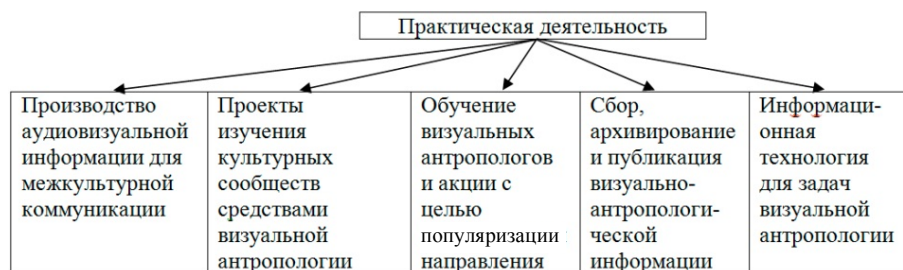 Практическая деятельность
Производство
аудиовизуальной
информации для
межкультурной
коммуникации
Проекты
изучения
культурных
сообществ
средствами
визуальной
антропологии
Обучение
визуальных
антропологов
и акции с
целью
популяризации
направления
Сбор,
архивирование
и публикация
визуально-
антропологи-
ческой
информации
Информаци-
онная
технология
для задач
визуальной
антропологии